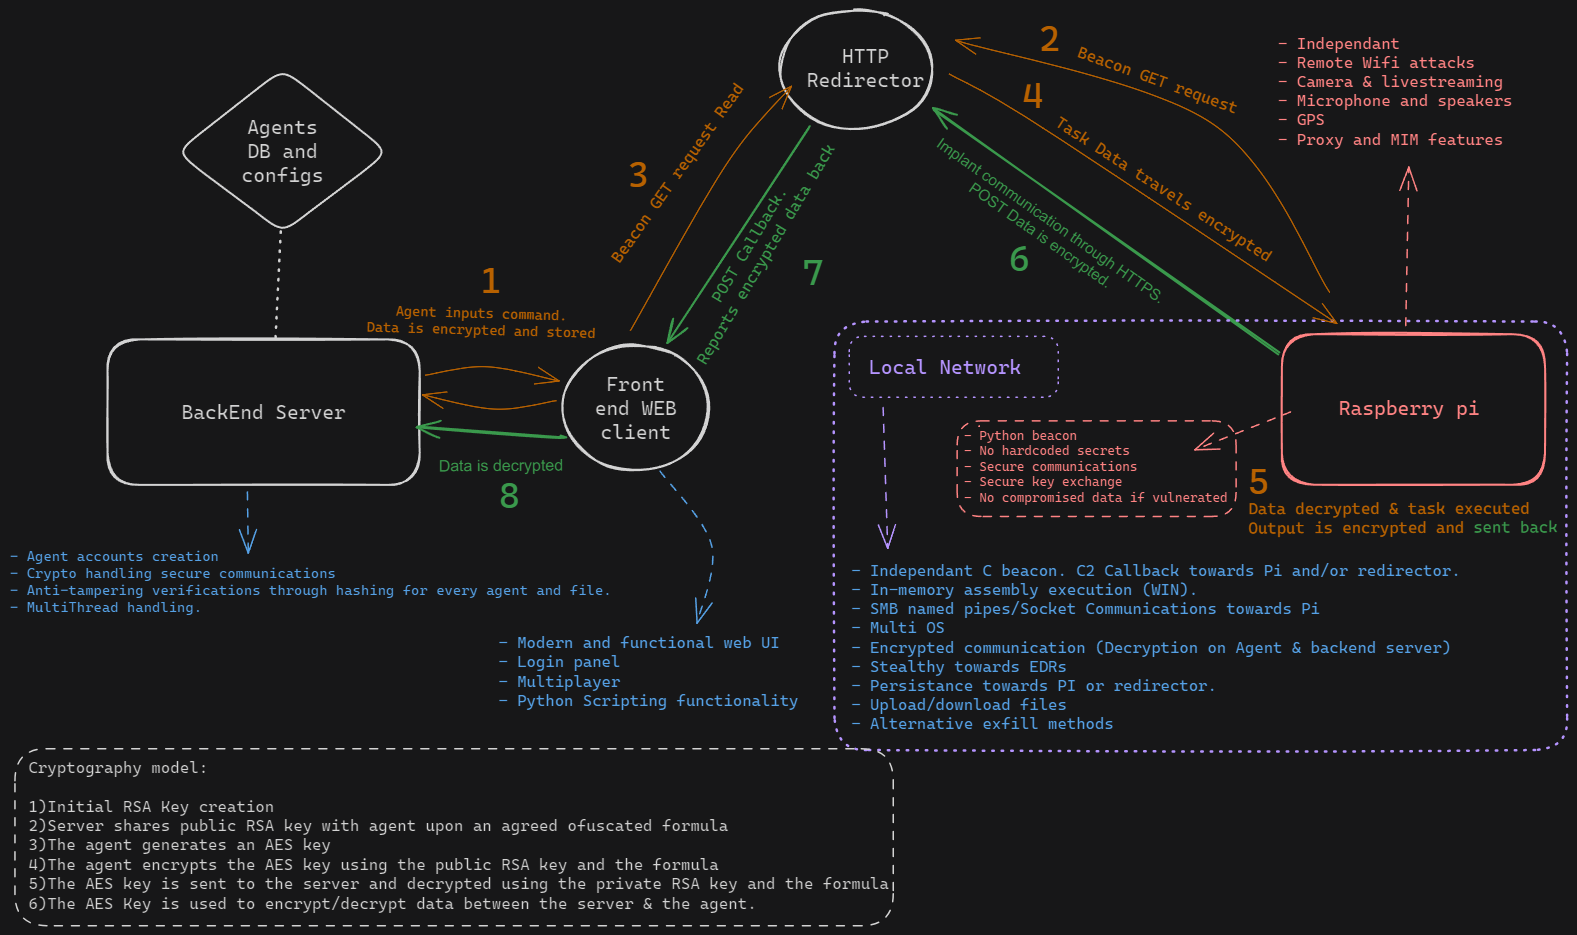 HTTP
Redirector
2
Beacon GET request
4
Task Data travels encrypted
- Independant
- Remote Wifi attacks
- Camera & livestreaming
- Microphone and speakers
- GPS
- Proxy and MIM features
Agents
DB and
configs
3
Beacon GET request Read
POST Callback.
Reports encrypted data back
7
Implant communication through HTTPS.
POST Data is encrypted.
6
1
Agent inputs command.
Data is encrypted and stored
BackEnd Server
Front
end WEB
client
Data is decrypted
8
Local Network
Raspberry pi
- Python beacon
- No hardcoded secrets
- Secure communications
- Secure key exchange
- No compromised data if vulnerated
5
Data decrypted & task executed
Output is encrypted and sent back
- Agent accounts creation
- Crypto handling secure communications
- Anti-tampering verifications through hashing for every agent and file.
- MultiThread handling.
- Modern and functional web UI
- Login panel
- Multiplayer
- Python Scripting functionality
- Independant C beacon. C2 Callback towards Pi and/or redirector.
- In-memory assembly execution (WIN).
- SMB named pipes/Socket Communications towards Pi
- Multi OS
- Encrypted communication (Decryption on Agent & backend server)
- Stealthy towards EDRs
- Persistance towards PI or redirector.
- Upload/download files
- Alternative exfill methods
Cryptography model:
1)Initial RSA Key creation
2)Server shares public RSA key with agent upon an agreed ofuscated formula
3)The agent generates an AES key
4)The agent encrypts the AES key using the public RSA key and the formula
5)The AES key is sent to the server and decrypted using the private RSA key and the formula
6)The AES Key is used to encrypt/decrypt data between the server & the agent.